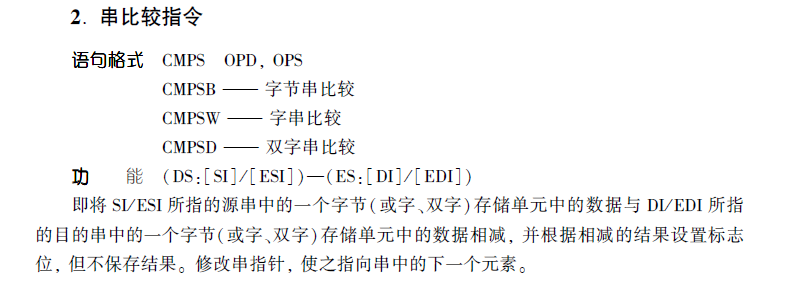 2. 串比较指令
语句格式 CMPS OPD, OPS
CMPSB —— 字节串比较
CMPSW —— 字串比较
CMPSD —— 双字串比较
功 能 (DS:[SI]/[ESI])—(ES:[DI]/[EDI])
即将 SI/ESI 所指的源串中的一个字节(或字、双字)存储单元中的数据与 DI/EDI 所指
的目的串中的一个字节(或字、双字)存储单元中的数据相减, 并根据相减的结果设置标志
位, 但不保存结果。修改串指针, 使之指向串中的下一个元素。